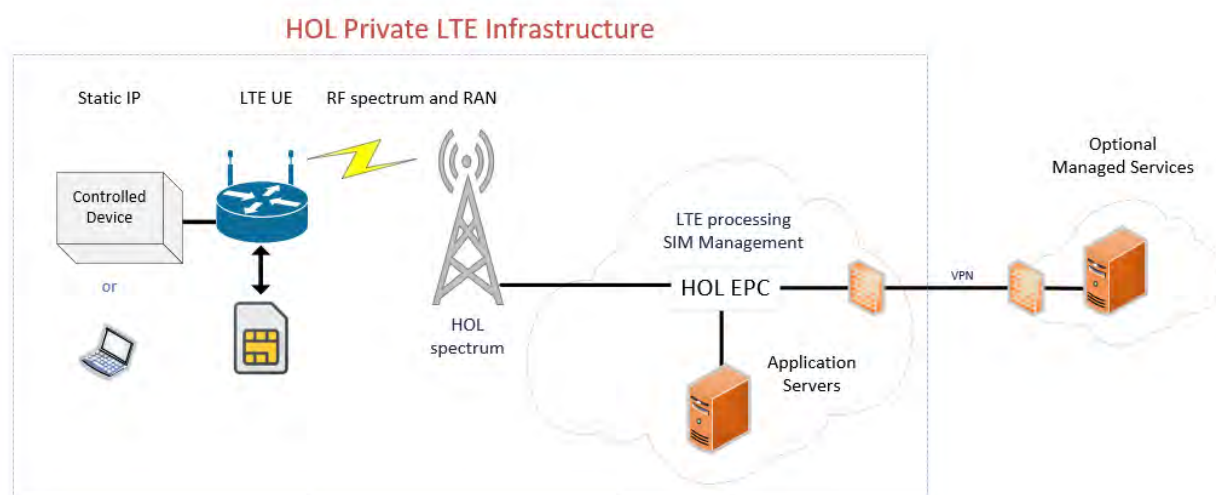 HOL Private LTE Infrastructure
Static IP
LTE UE
RF spectrum and RAN
Controlled
Device
or
HOL
spectrum
LTE processing
SIM Management
HOL EPC
Application
Servers
VPN
Optional
Managed Services